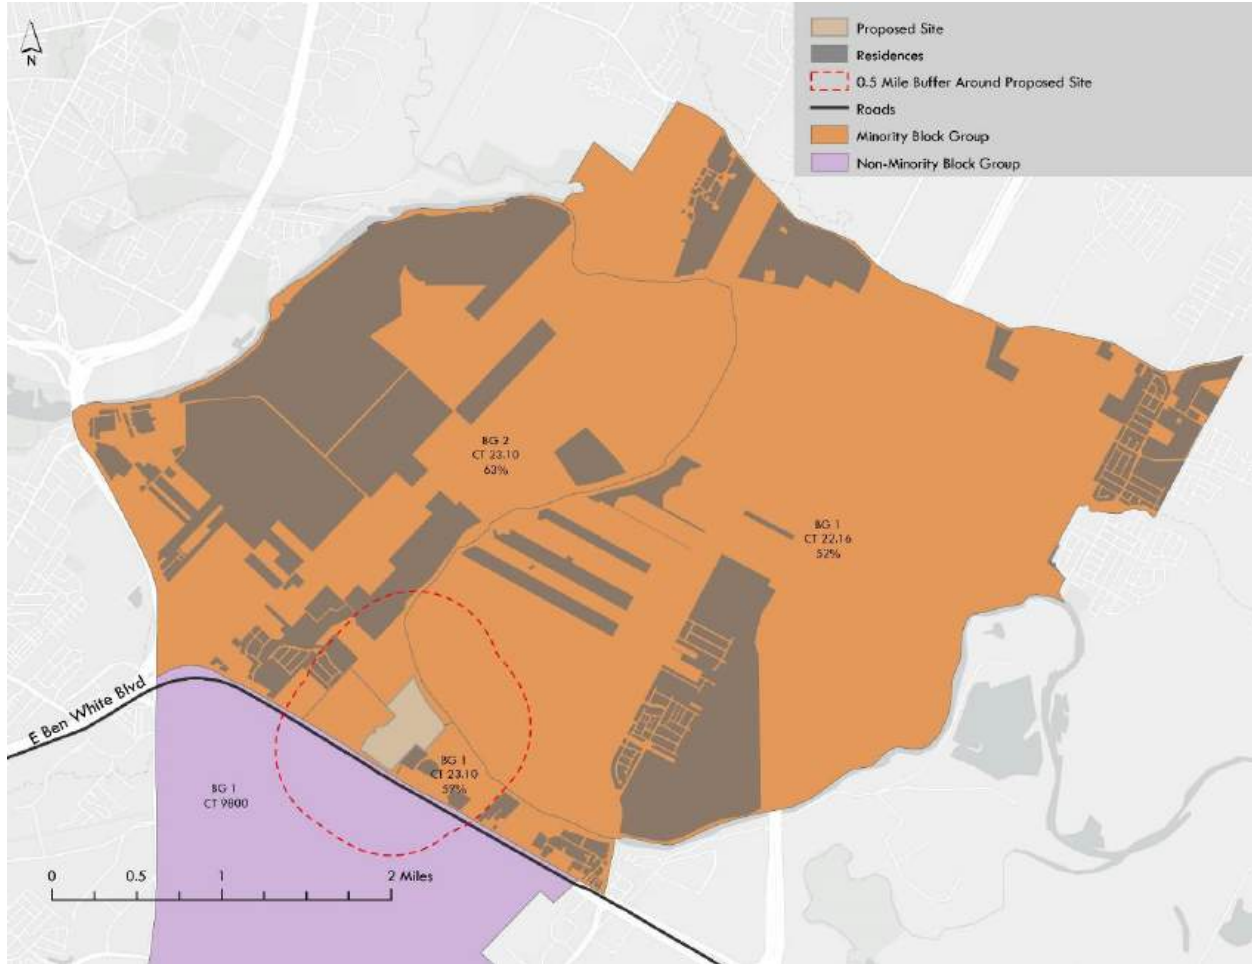 N
Proposed Site
Residences
0.5 Mile Buffer Around Proposed Site
Roads
Minority Block Group
Non-Minority Block Group
BG 2
CT 23.10
63%
BG 1
CT 22.16
52%
E Ben White Blvd
BG 1
CT 23.10
59%
BG 1
CT 9800
0 0.5 1 2 Miles